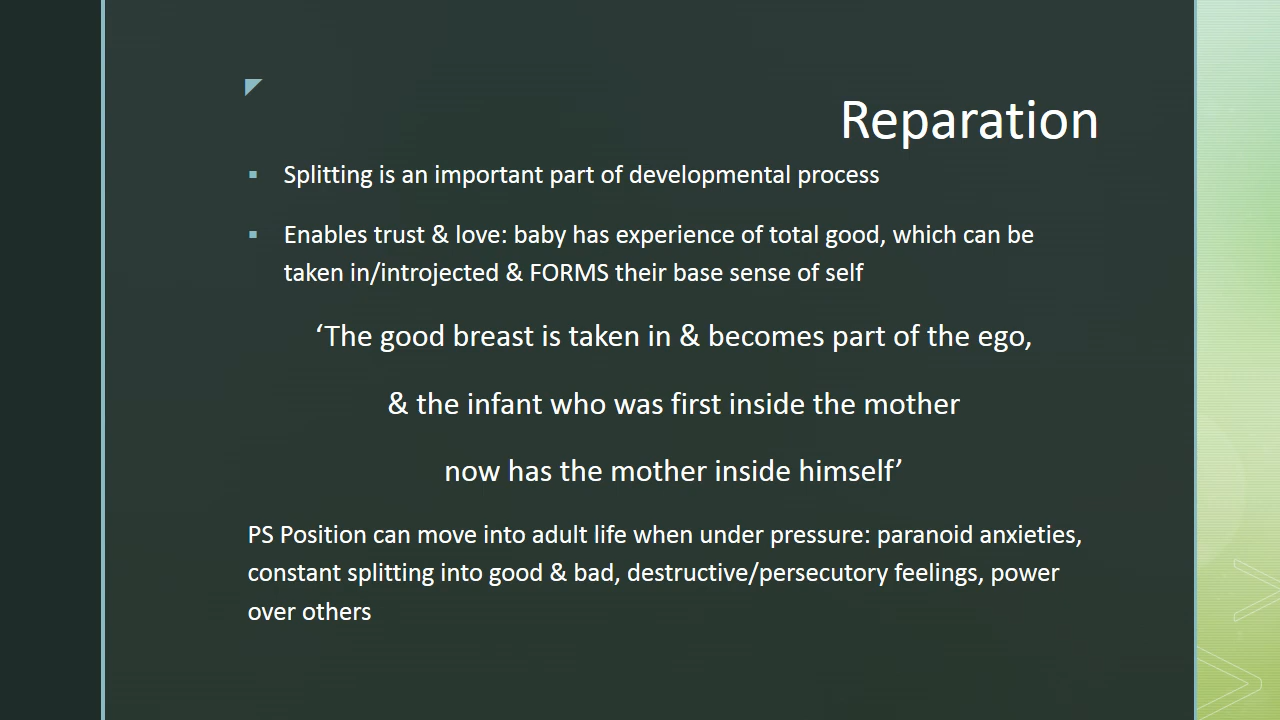 Reparation
▪ Splitting is an important part of developmental process
▪ Enables trust & love: baby has experience of total good, which can be
taken in/introjected & FORMS their base sense of self
‘The good breast is taken in & becomes part of the ego,
& the infant who was first inside the mother
now has the mother inside himself’
PS Position can move into adult life when under pressure: paranoid anxieties,
constant splitting into good & bad, destructive/persecutory feelings, power
over others